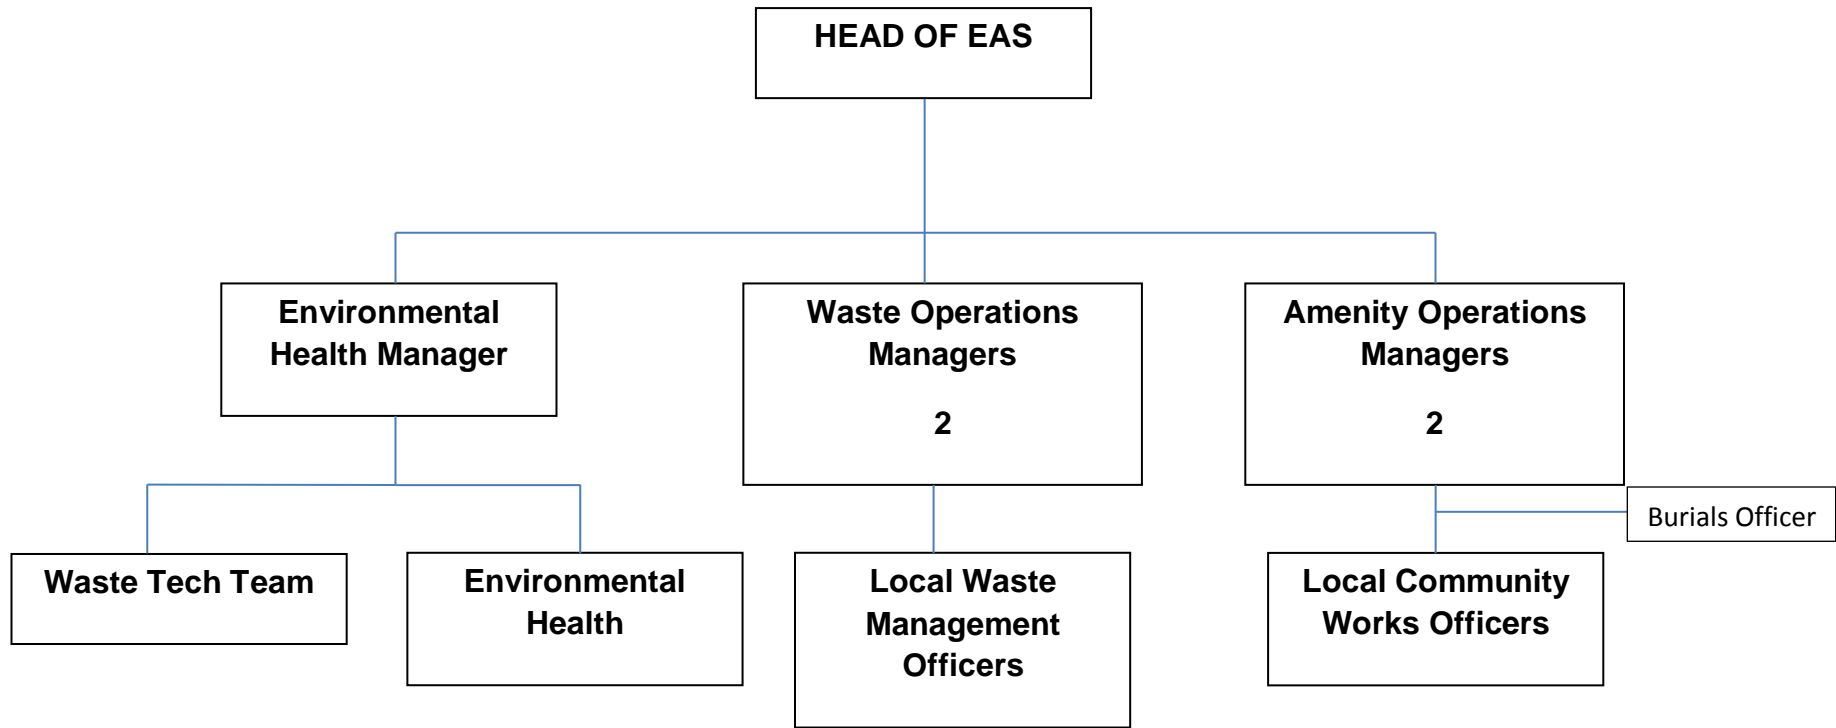 HEAD OF EAS
Environmental
Health Manager
Waste Operations
Managers
2
Amenity Operations
Managers
2
Burials Officer
Waste Tech Team
Environmental
Health
Local Waste
Management
Officers
Local Community
Works Officers